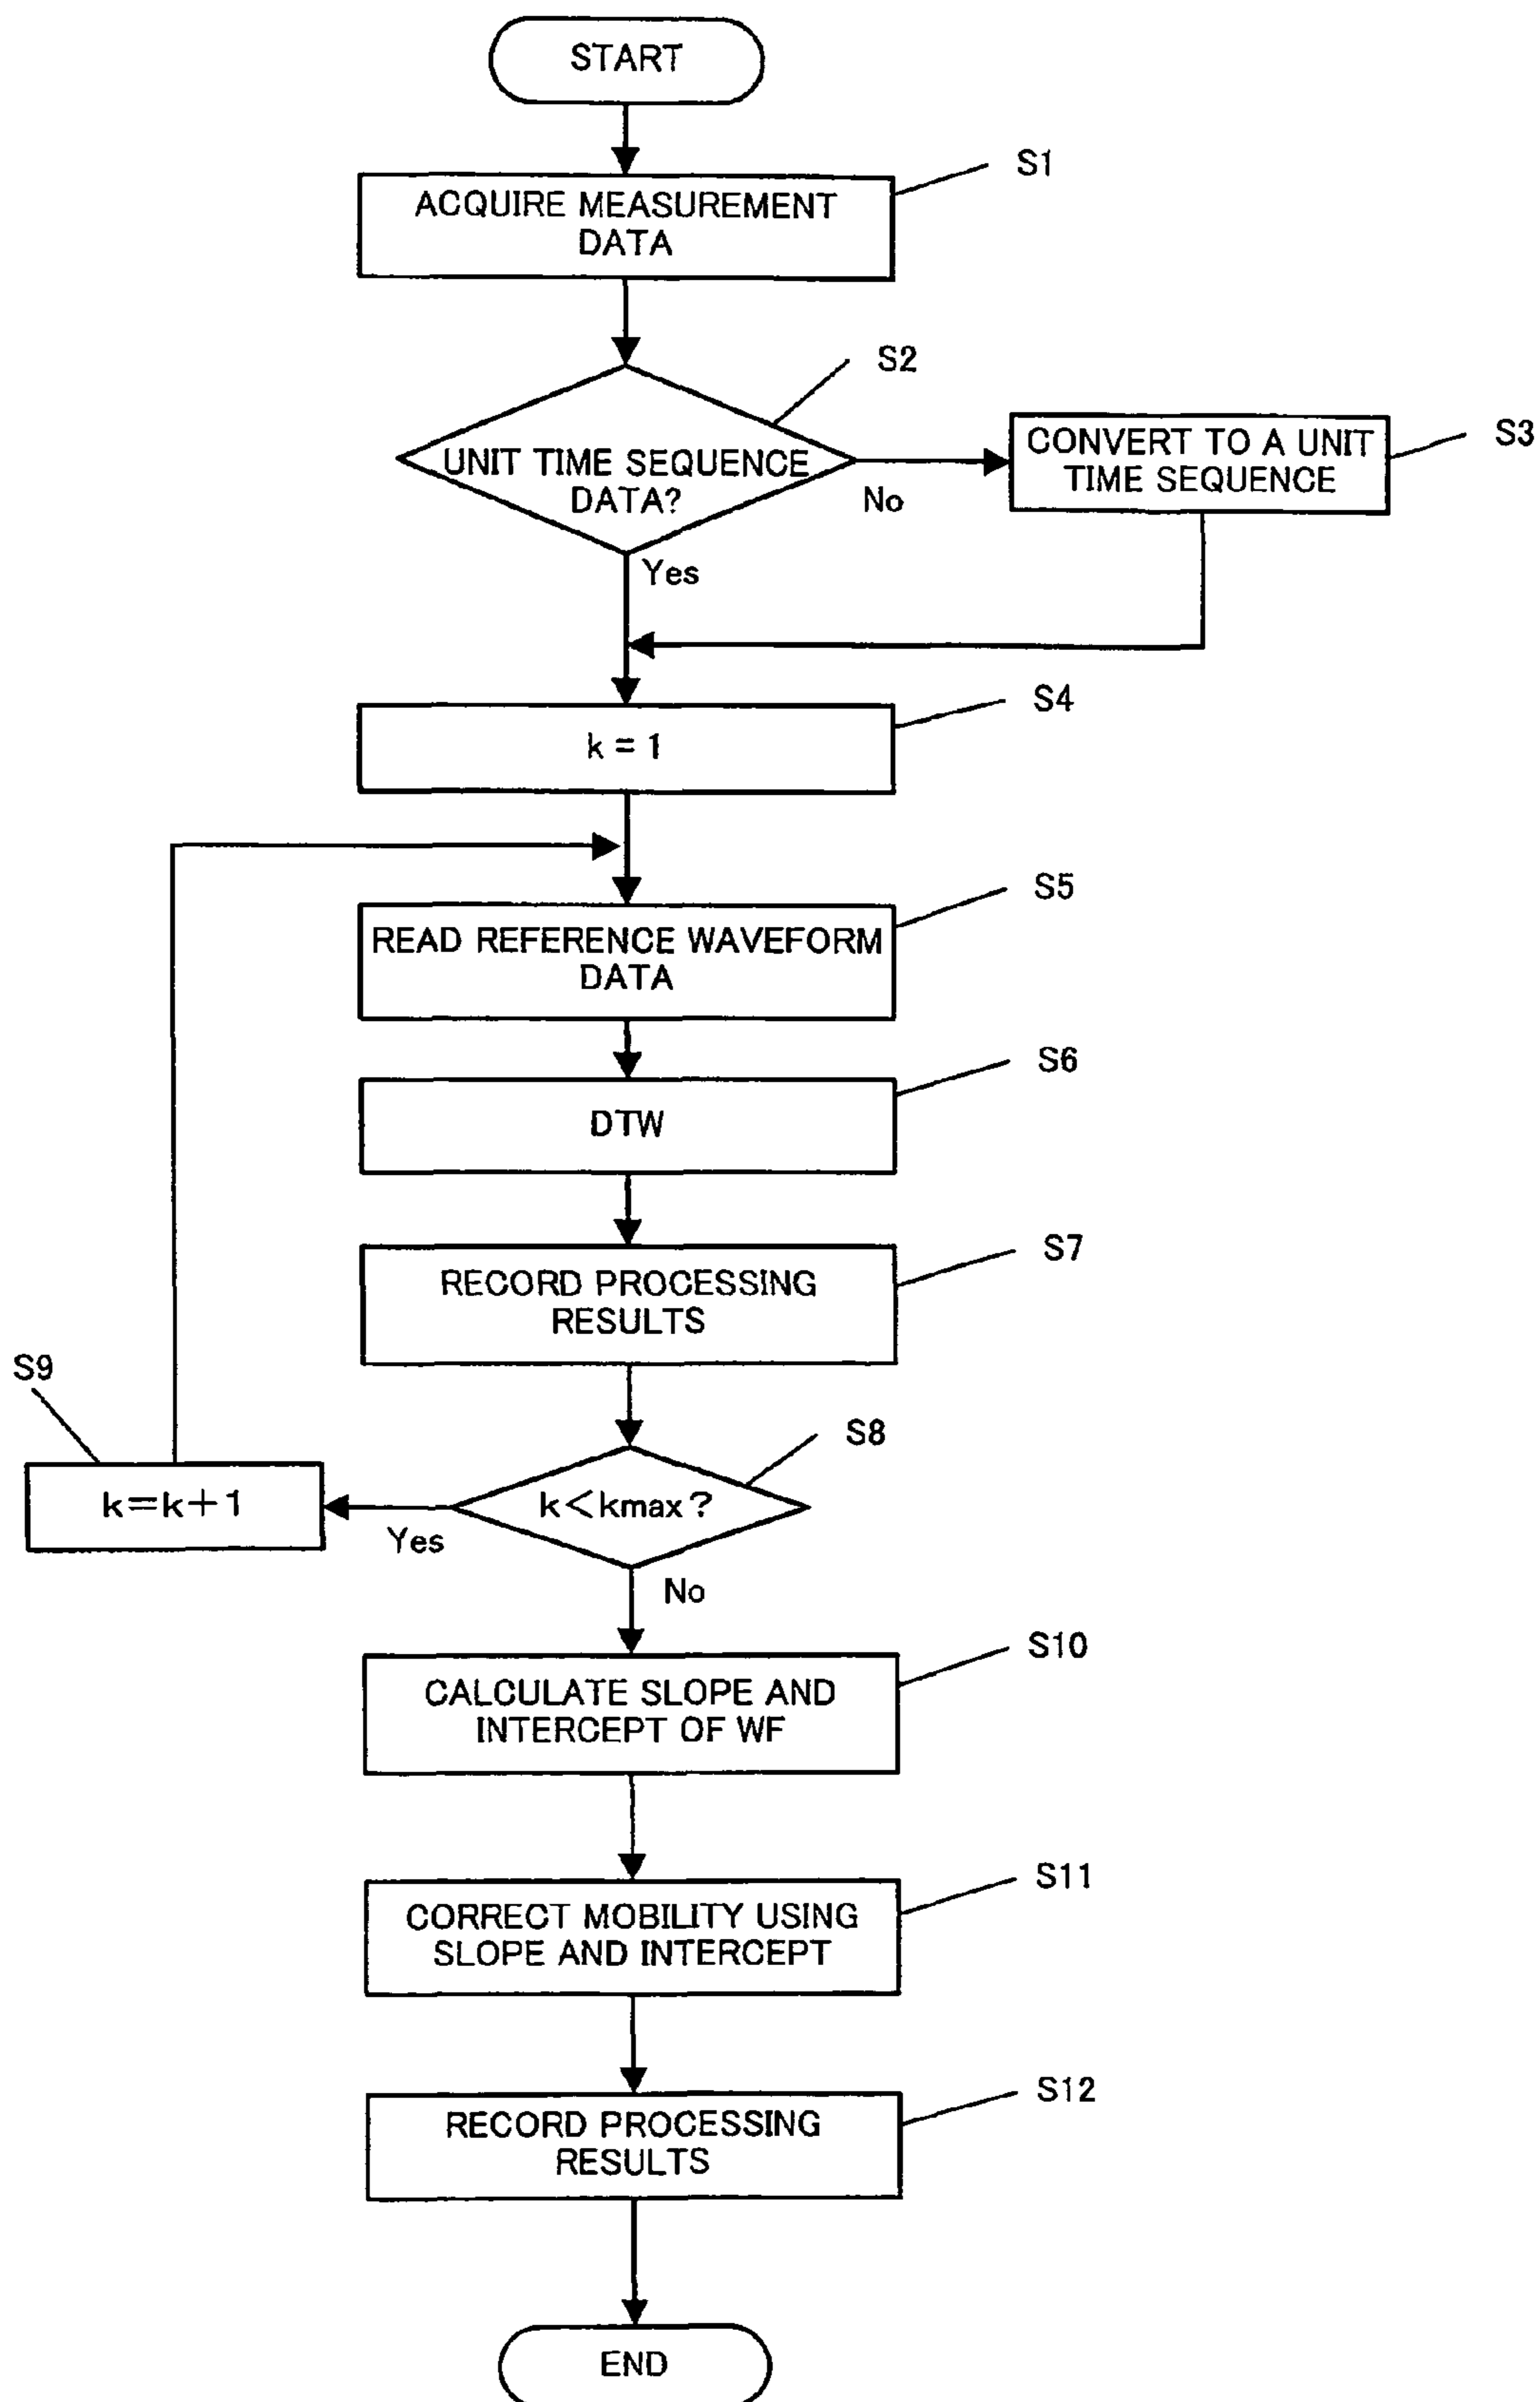 START
S1
ACQUIRE MEASUREMENT
DATA
S2
UNIT TIME SEQUENCE
DATA?
No
Yes
S3
CONVERT TO A UNIT
TIME SEQUENCE
S4
k = 1
S5
READ REFERENCE WAVEFORM
DATA
S6
DTW
S7
RECORD PROCESSING
RESULTS
S8
k<kmax?
Yes
No
S9
k=k+1
S10
CALCULATE SLOPE AND
INTERCEPT OF WF
S11
CORRECT MOBILITY USING
SLOPE AND INTERCEPT
S12
RECORD PROCESSING
RESULTS
END